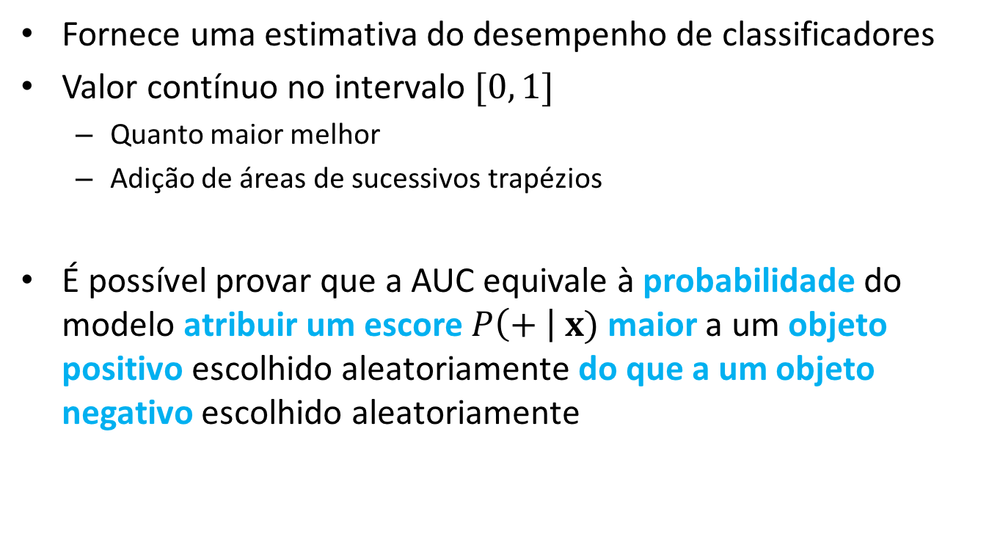 • Fornece uma estimativa do desempenho de classificadores
• Valor contínuo no intervalo [0, 1]
– Quanto maior melhor
– Adição de áreas de sucessivos trapézios
• É possível provar que a AUC equivale à probabilidade do
modelo atribuir um escore P(+ | x) maior a um objeto
positivo escolhido aleatoriamente do que a um objeto
negativo escolhido aleatoriamente